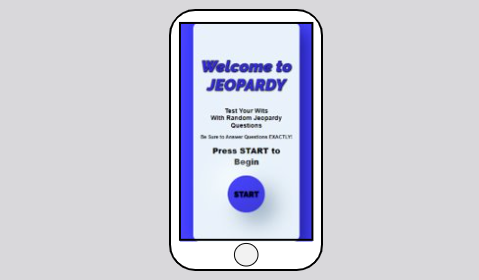 Welcome to
JEOPARDY
Test Your Wits
With Random Jeopardy
Questions
Be Sure to Answer Questions EXACTLY!
Press START to
Begin
START